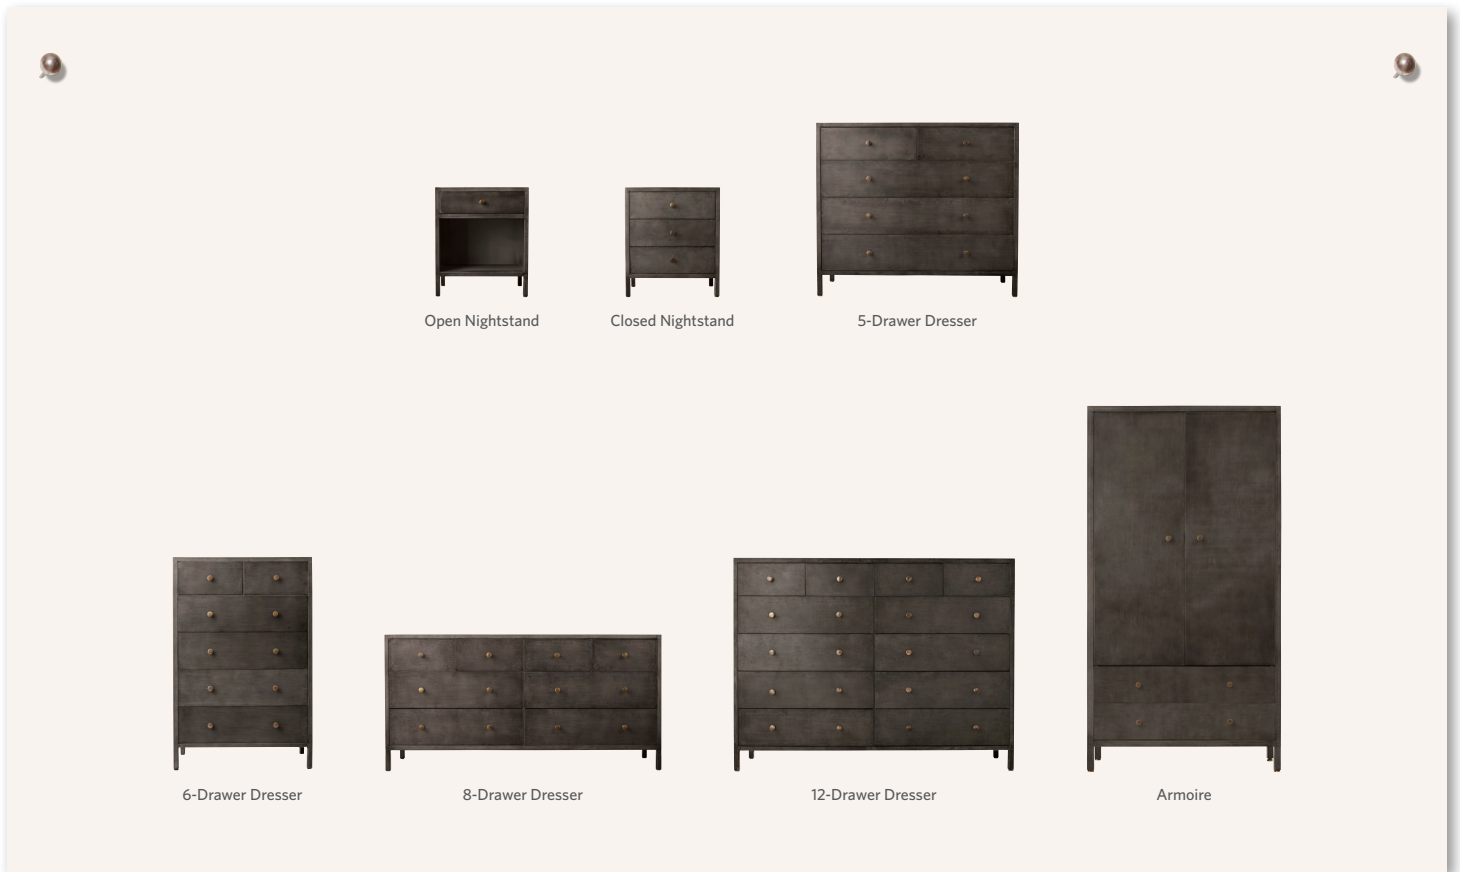 Open Nightstand
Closed Nightstand
5-Drawer Dresser
6-Drawer Dresser
8-Drawer Dresser
12-Drawer Dresser
Armoire